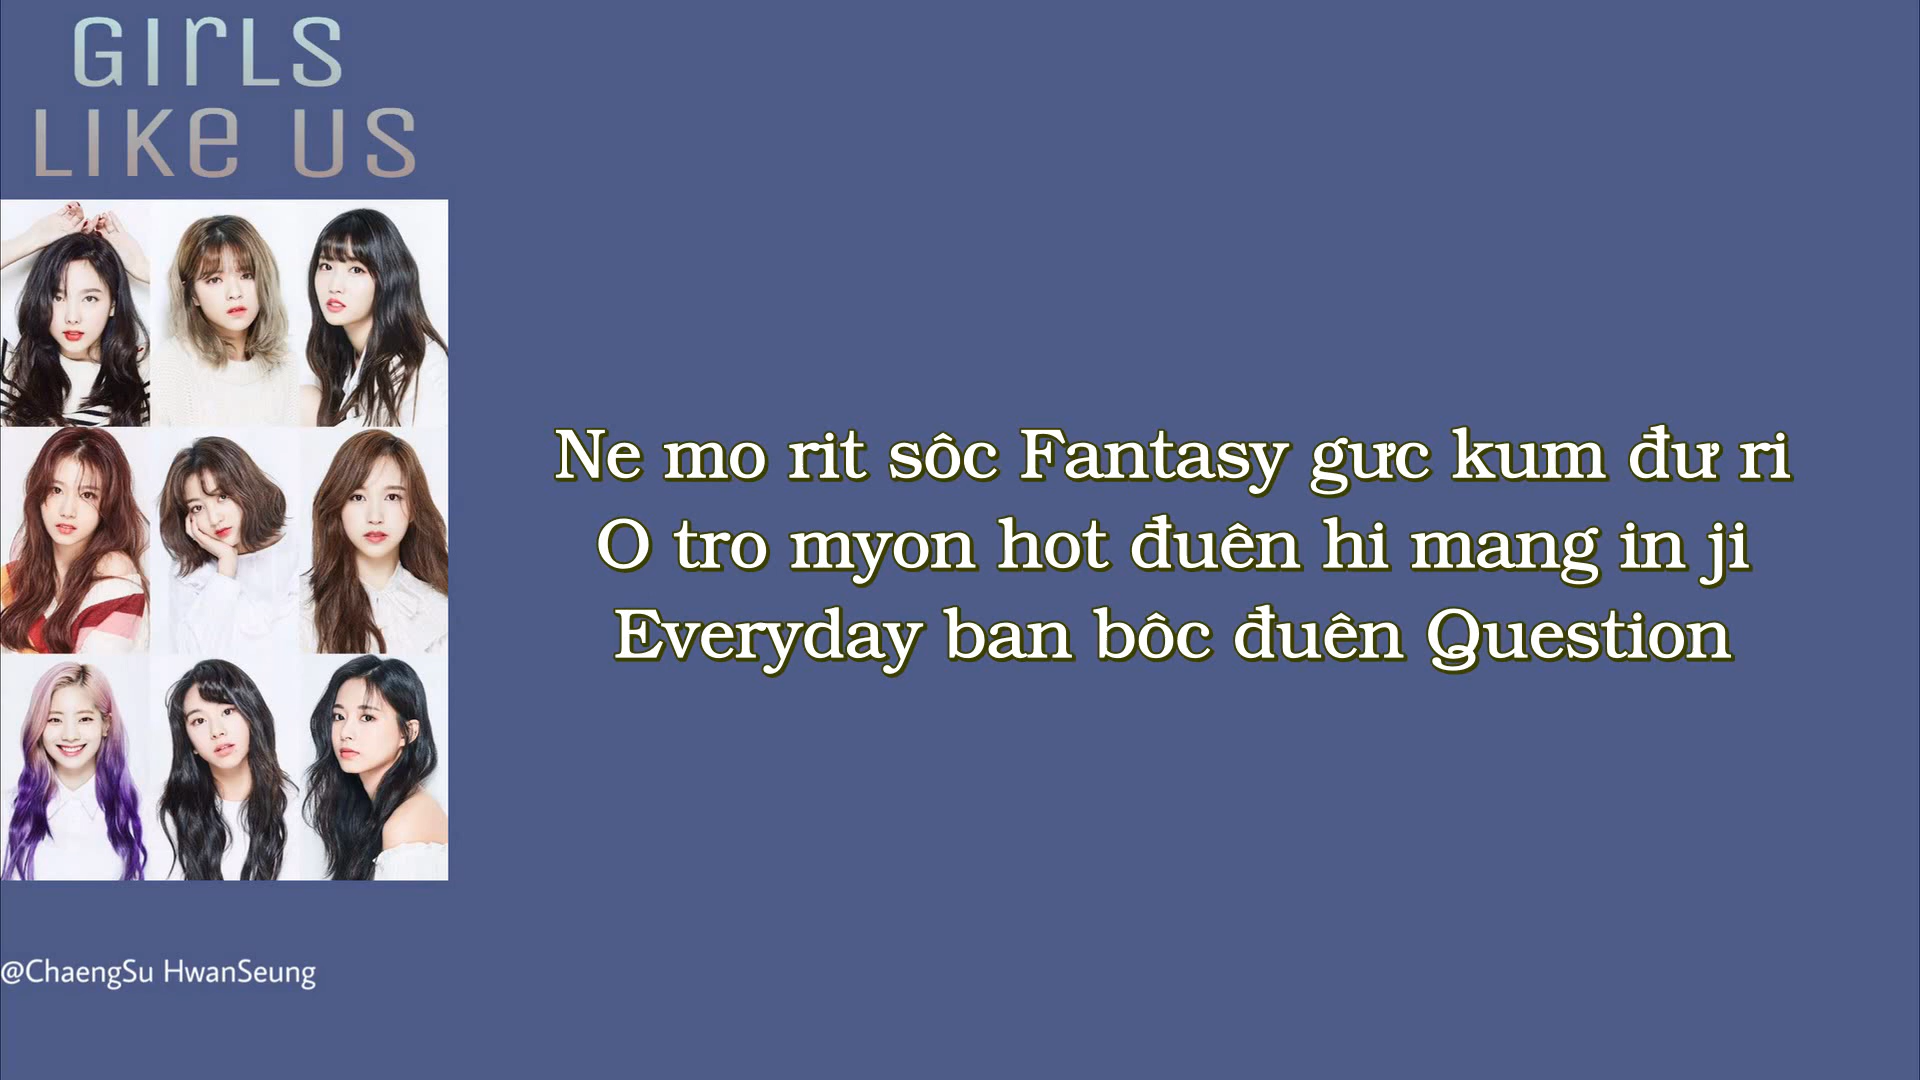 GIrLS
LIKe US
Ne mo rit sôc Fantasy gưc kum đư ri
O tro myon hot đuên hi mang in ji
Everyday ban bôc đuên Question
@ChaengSu HwanSeung